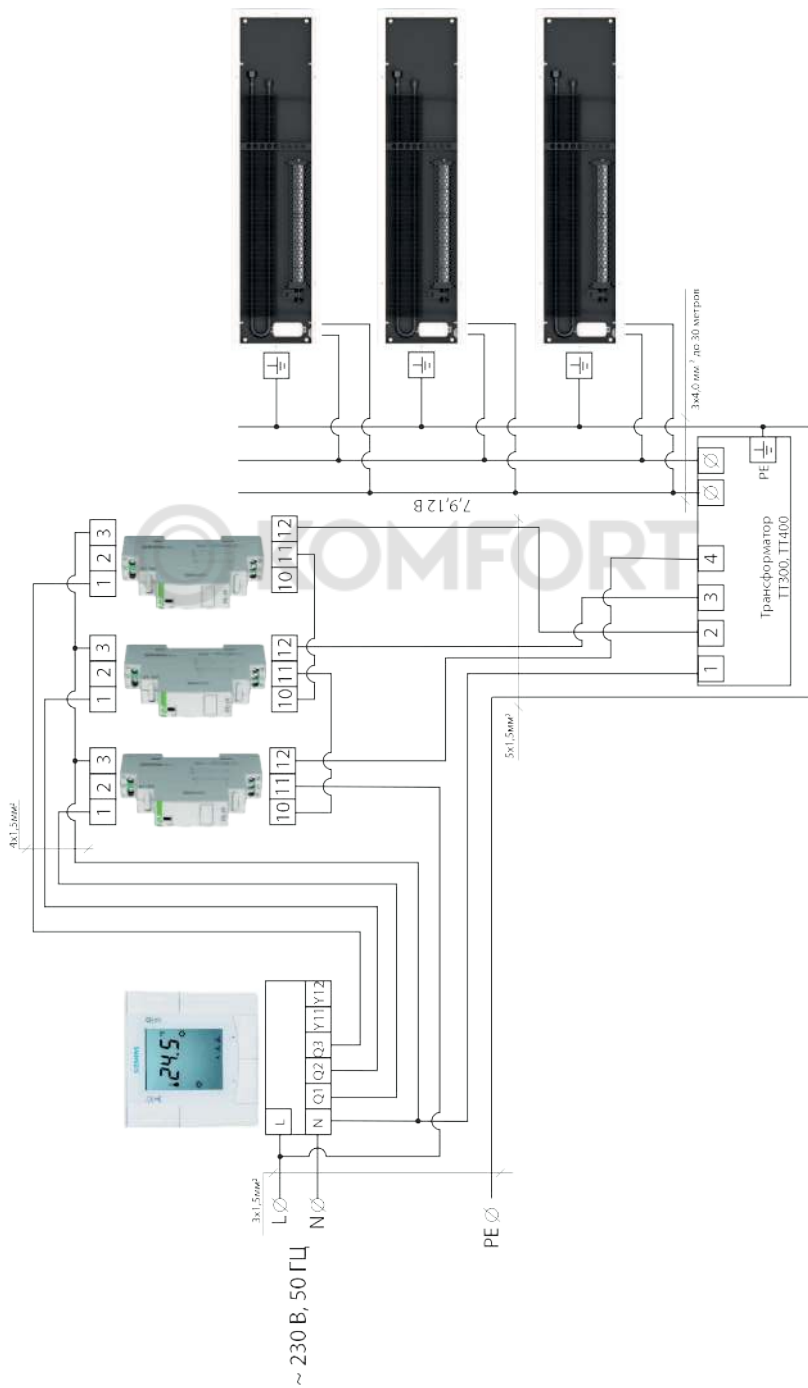 3x4,0 мм² до 30 метров
7,9,12 В
© KOMFORT
PE
Трансформатор
ТТ300, ТТ400
1 2 3 4
5x1,5мм²
1 2 3
10 11 12
1 2 3
10 11 12
1 2 3
10 11 12
4x1,5мм²
SIEMENS
24.5
L
N Q1 Q2 Q3 Y11 Y12
3x1,5мм²
L
N
PE
~ 230 В, 50 ГЦ